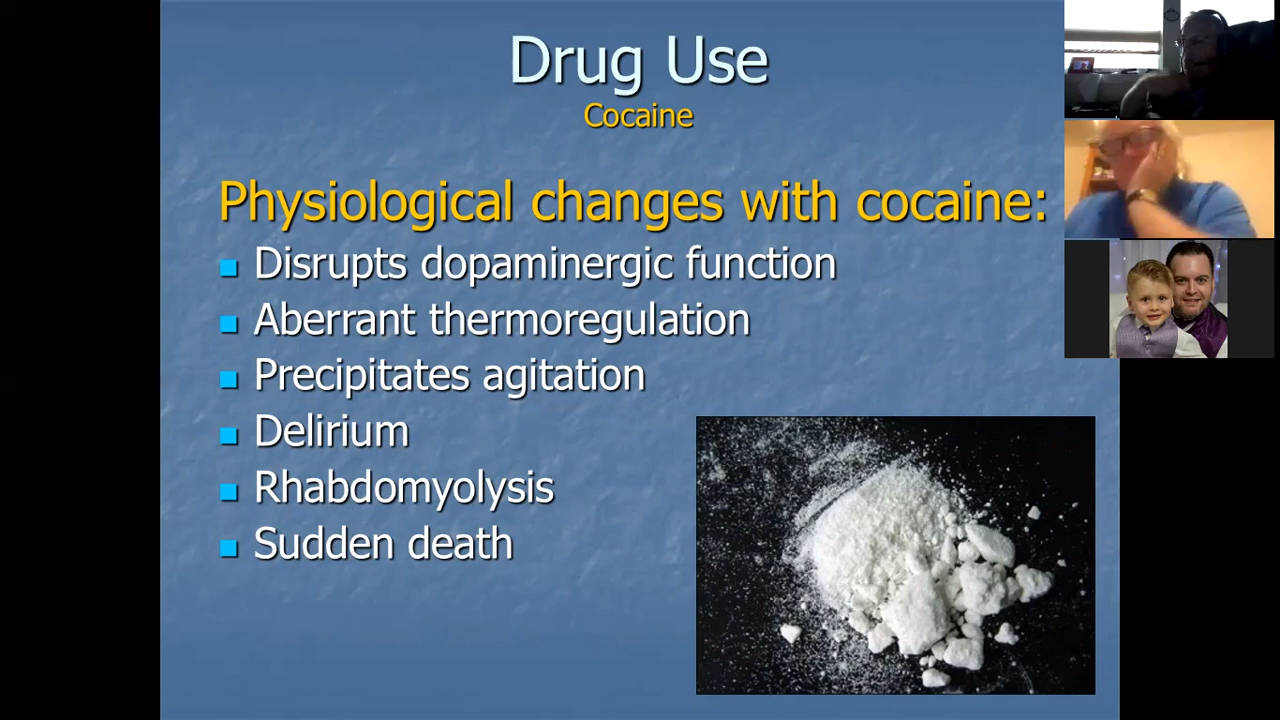 Drug Use
Cocaine
Physiological changes with cocaine:
Disrupts dopaminergic function
Aberrant thermoregulation
Precipitates agitation
Delirium
Rhabdomyolysis
Sudden death